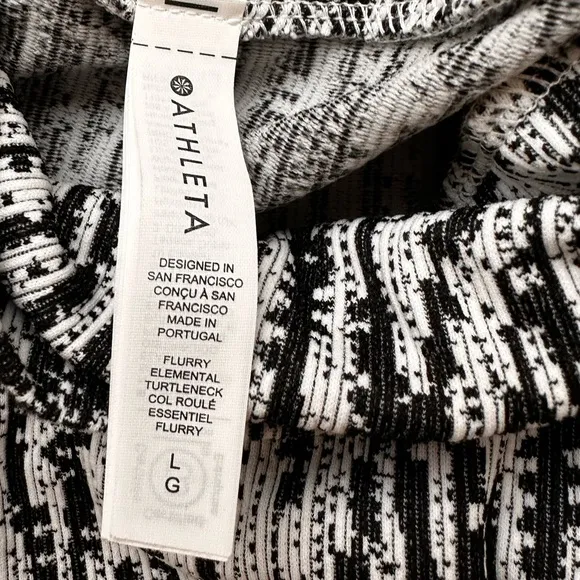 ATHLETA
DESIGNED IN
SAN FRANCISCO
CONÇU À SAN
FRANCISCO
MADE IN
PORTUGAL
FLURRY
ELEMENTAL
TURTLENECK
COL ROULÉ
ESSENTIEL
FLURRY
L
G